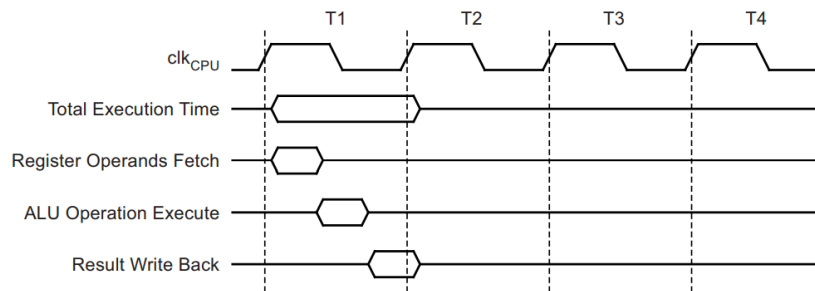 T1 T2 T3 T4
clkCPU
Total Execution Time
Register Operands Fetch
ALU Operation Execute
Result Write Back